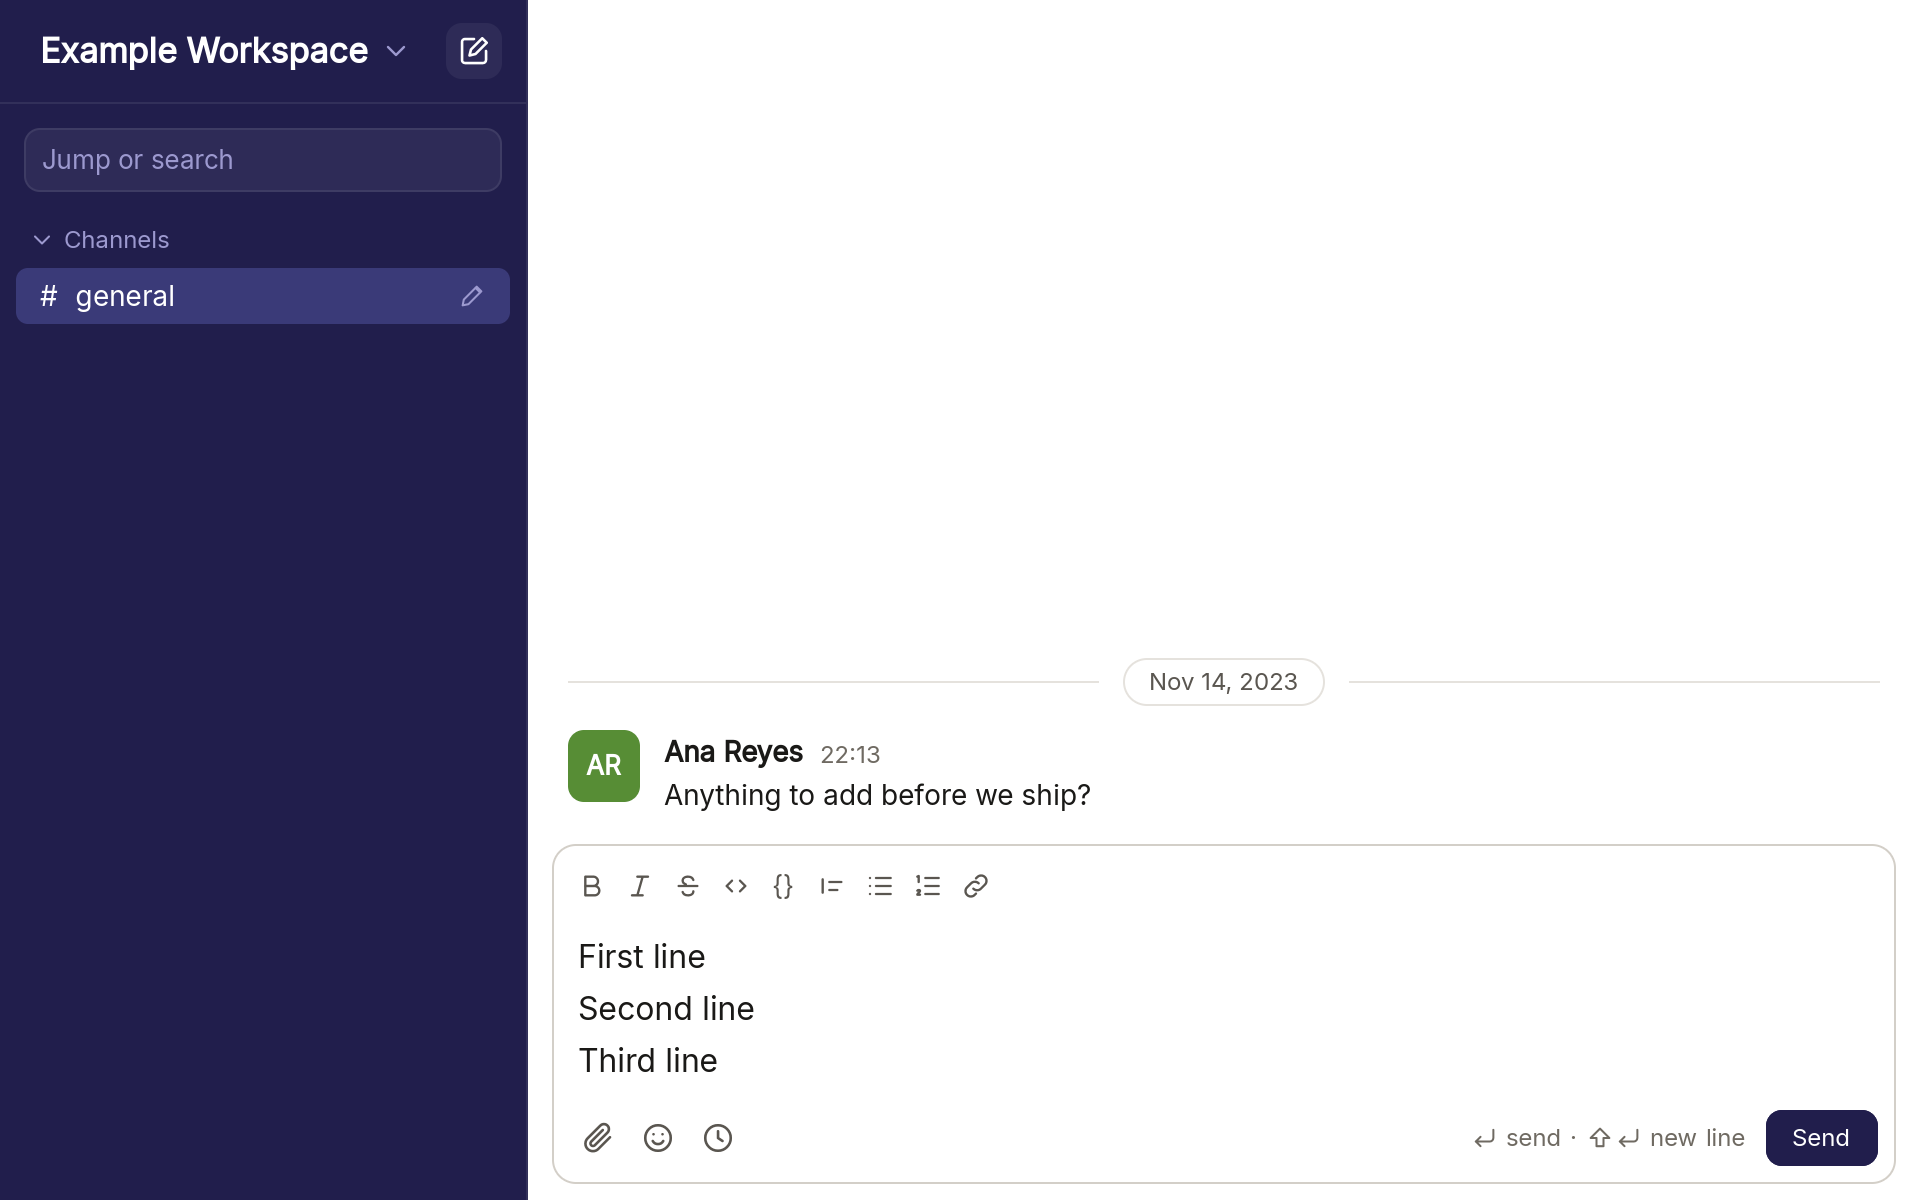 Example Workspace
Jump or search
Channels
# general
Nov 14, 2023
AR
Ana Reyes 22:13
Anything to add before we ship?
First line
Second line
Third line
send · new line
Send